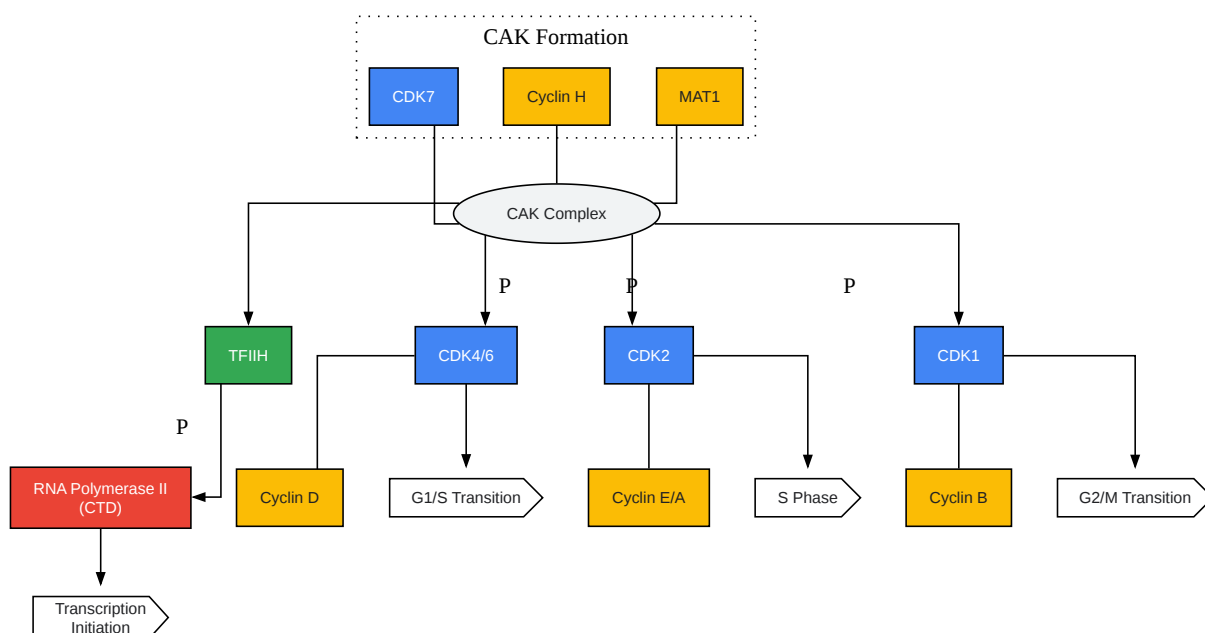 CAK Formation
CDK7
Cyclin H
MAT1
CAK Complex
P
P
P
TFIIH
CDK4/6
CDK2
CDK1
P
RNA Polymerase II
(CTD)
Cyclin D
G1/S Transition
Cyclin E/A
S Phase
Cyclin B
G2/M Transition
Transcription
Initiation